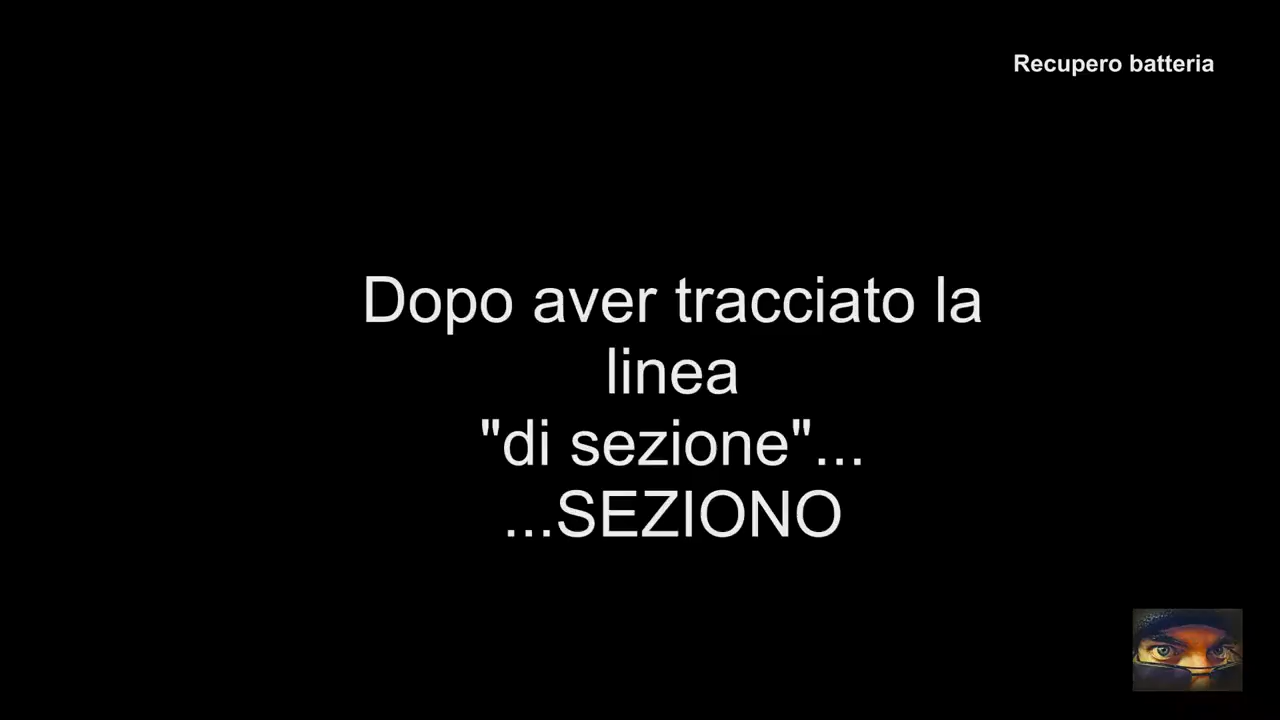 Recupero batteria
Dopo aver tracciato la
linea
"di sezione"...
...SEZIONO